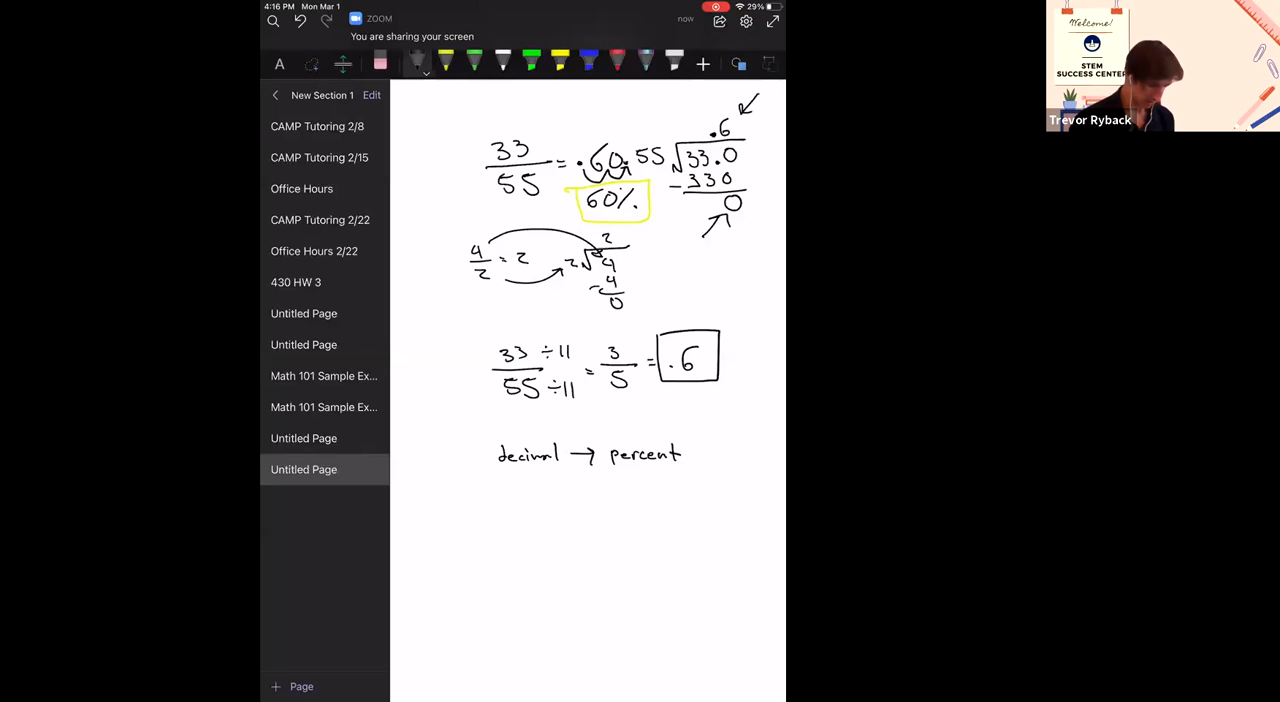 4:16 PM Mon Mar 1
29%
ZOOM
now
You are sharing your screen
A
New Section 1 Edit
CAMP Tutoring 2/8
CAMP Tutoring 2/15
Office Hours
CAMP Tutoring 2/22
Office Hours 2/22
430 HW 3
Untitled Page
Untitled Page
Math 101 Sample Ex...
Math 101 Sample Ex...
Untitled Page
Untitled Page
+ Page
.6
33/55 = .60. 55 √33.0
-330
60% 0
4/2 = 2 2√4
2
-4
0
33 ÷11 / 55 ÷11 = 3/5 = .6
decimal → percent
Welcome!
STEM
SUCCESS CENTER
Trevor Ryback